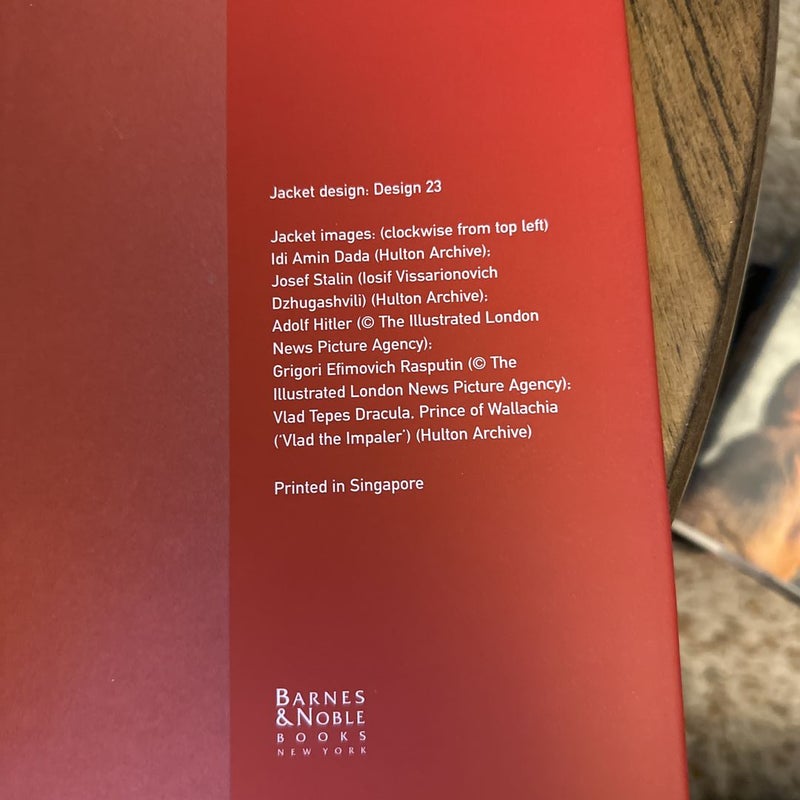 Jacket design: Design 23
Jacket images: (clockwise from top left)
Idi Amin Dada (Hulton Archive);
Josef Stalin (Iosif Vissarionovich
Dzhugashvili) (Hulton Archive);
Adolf Hitler (© The Illustrated London
News Picture Agency);
Grigori Efimovich Rasputin (© The
Illustrated London News Picture Agency);
Vlad Tepes Dracula, Prince of Wallachia
('Vlad the Impaler') (Hulton Archive)
Printed in Singapore
BARNES
&NOBLE
BOOKS
NEW YORK